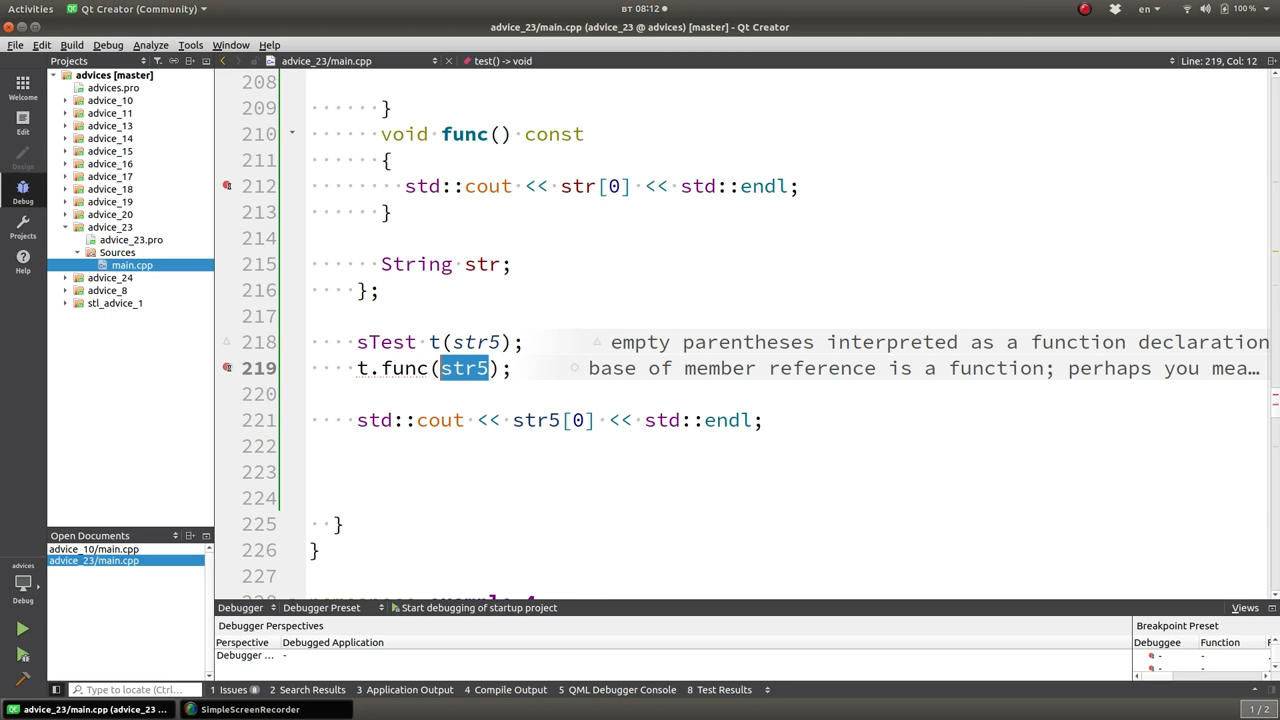 Activities Qt Creator (Community) вт 08:12 en 100 %
advice_23/main.cpp (advice_23 @ advices) [master] - Qt Creator
File Edit Build Debug Analyze Tools Window Help
Projects advice_23/main.cpp test() -> void Line: 219, Col: 12
advices [master]
advices.pro
advice_10
advice_11
advice_13
advice_14
advice_15
advice_16
advice_17
advice_18
advice_19
advice_20
advice_23
advice_23.pro
Sources
main.cpp
advice_24
advice_8
stl_advice_1
Welcome
Edit
Design
Debug
Projects
Help
208
209 }
210 void func() const
211 {
212 std::cout << str[0] << std::endl;
213 }
214
215 String str;
216 };
217
218 sTest t(str5); empty parentheses interpreted as a function declaration
219 t.func(str5); base of member reference is a function; perhaps you mea…
220
221 std::cout << str5[0] << std::endl;
222
223
224
225 }
226 }
227
Open Documents
advice_10/main.cpp
advice_23/main.cpp
advices
Debug
Debugger Debugger Preset Start debugging of startup project Views
Debugger Perspectives Breakpoint Preset
Perspective Debugged Application Debuggee Function F
Debugger ... - - -
- -
Type to locate (Ctrl... 1 Issues 8 2 Search Results 3 Application Output 4 Compile Output 5 QML Debugger Console 8 Test Results
advice_23/main.cpp (advice_23 ... SimpleScreenRecorder 1 / 2